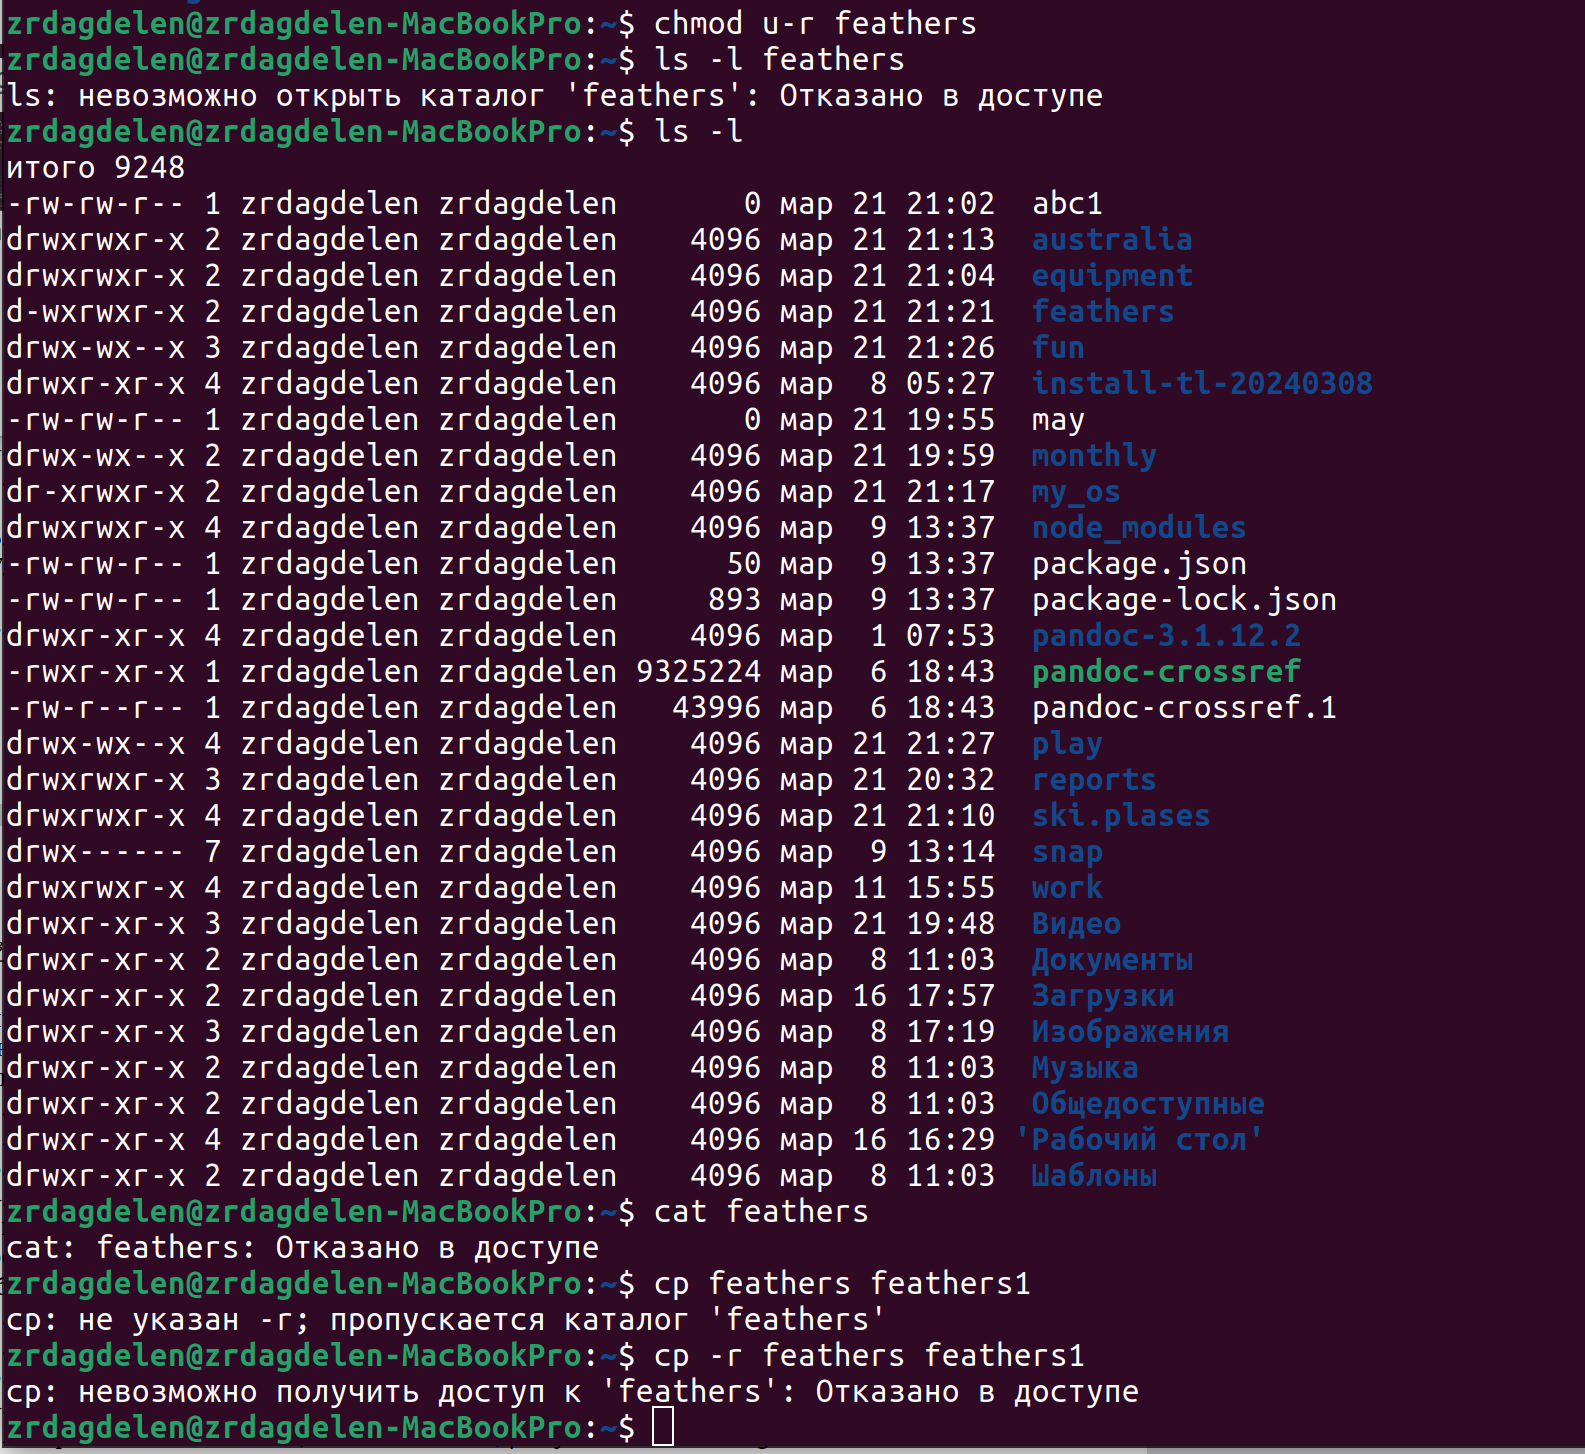 zrdagdelen@zrdagdelen-MacBookPro:~$ chmod u-r feathers
zrdagdelen@zrdagdelen-MacBookPro:~$ ls -l feathers
ls: невозможно открыть каталог 'feathers': Отказано в доступе
zrdagdelen@zrdagdelen-MacBookPro:~$ ls -l
итого 9248
-rw-rw-r-- 1 zrdagdelen zrdagdelen       0 мар 21 21:02  abc1
drwxrwxr-x 2 zrdagdelen zrdagdelen    4096 мар 21 21:13  australia
drwxrwxr-x 2 zrdagdelen zrdagdelen    4096 мар 21 21:04  equipment
d-wxrwxr-x 2 zrdagdelen zrdagdelen    4096 мар 21 21:21  feathers
drwx-wx--x 3 zrdagdelen zrdagdelen    4096 мар 21 21:26  fun
drwxr-xr-x 4 zrdagdelen zrdagdelen    4096 мар  8 05:27  install-tl-20240308
-rw-rw-r-- 1 zrdagdelen zrdagdelen       0 мар 21 19:55  may
drwx-wx--x 2 zrdagdelen zrdagdelen    4096 мар 21 19:59  monthly
dr-xrwxr-x 2 zrdagdelen zrdagdelen    4096 мар 21 21:17  my_os
drwxrwxr-x 4 zrdagdelen zrdagdelen    4096 мар  9 13:37  node_modules
-rw-rw-r-- 1 zrdagdelen zrdagdelen      50 мар  9 13:37  package.json
-rw-rw-r-- 1 zrdagdelen zrdagdelen     893 мар  9 13:37  package-lock.json
drwxr-xr-x 4 zrdagdelen zrdagdelen    4096 мар  1 07:53  pandoc-3.1.12.2
-rwxr-xr-x 1 zrdagdelen zrdagdelen 9325224 мар  6 18:43  pandoc-crossref
-rw-r--r-- 1 zrdagdelen zrdagdelen   43996 мар  6 18:43  pandoc-crossref.1
drwx-wx--x 4 zrdagdelen zrdagdelen    4096 мар 21 21:27  play
drwxrwxr-x 3 zrdagdelen zrdagdelen    4096 мар 21 20:32  reports
drwxrwxr-x 4 zrdagdelen zrdagdelen    4096 мар 21 21:10  ski.plases
drwx------ 7 zrdagdelen zrdagdelen    4096 мар  9 13:14  snap
drwxrwxr-x 4 zrdagdelen zrdagdelen    4096 мар 11 15:55  work
drwxr-xr-x 3 zrdagdelen zrdagdelen    4096 мар 21 19:48  Видео
drwxr-xr-x 2 zrdagdelen zrdagdelen    4096 мар  8 11:03  Документы
drwxr-xr-x 2 zrdagdelen zrdagdelen    4096 мар 16 17:57  Загрузки
drwxr-xr-x 3 zrdagdelen zrdagdelen    4096 мар  8 17:19  Изображения
drwxr-xr-x 2 zrdagdelen zrdagdelen    4096 мар  8 11:03  Музыка
drwxr-xr-x 2 zrdagdelen zrdagdelen    4096 мар  8 11:03  Общедоступные
drwxr-xr-x 4 zrdagdelen zrdagdelen    4096 мар 16 16:29 'Рабочий стол'
drwxr-xr-x 2 zrdagdelen zrdagdelen    4096 мар  8 11:03  Шаблоны
zrdagdelen@zrdagdelen-MacBookPro:~$ cat feathers
cat: feathers: Отказано в доступе
zrdagdelen@zrdagdelen-MacBookPro:~$ cp feathers feathers1
cp: не указан -r; пропускается каталог 'feathers'
zrdagdelen@zrdagdelen-MacBookPro:~$ cp -r feathers feathers1
cp: невозможно получить доступ к 'feathers': Отказано в доступе
zrdagdelen@zrdagdelen-MacBookPro:~$